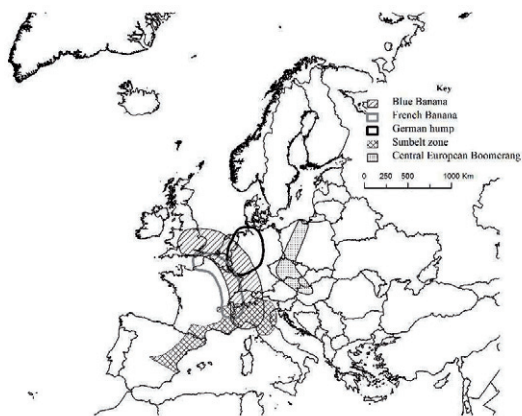 Key
Blue Banana
French Banana
German hump
Sunbelt zone
Central European Boomerang
0 250 500 1000 Km